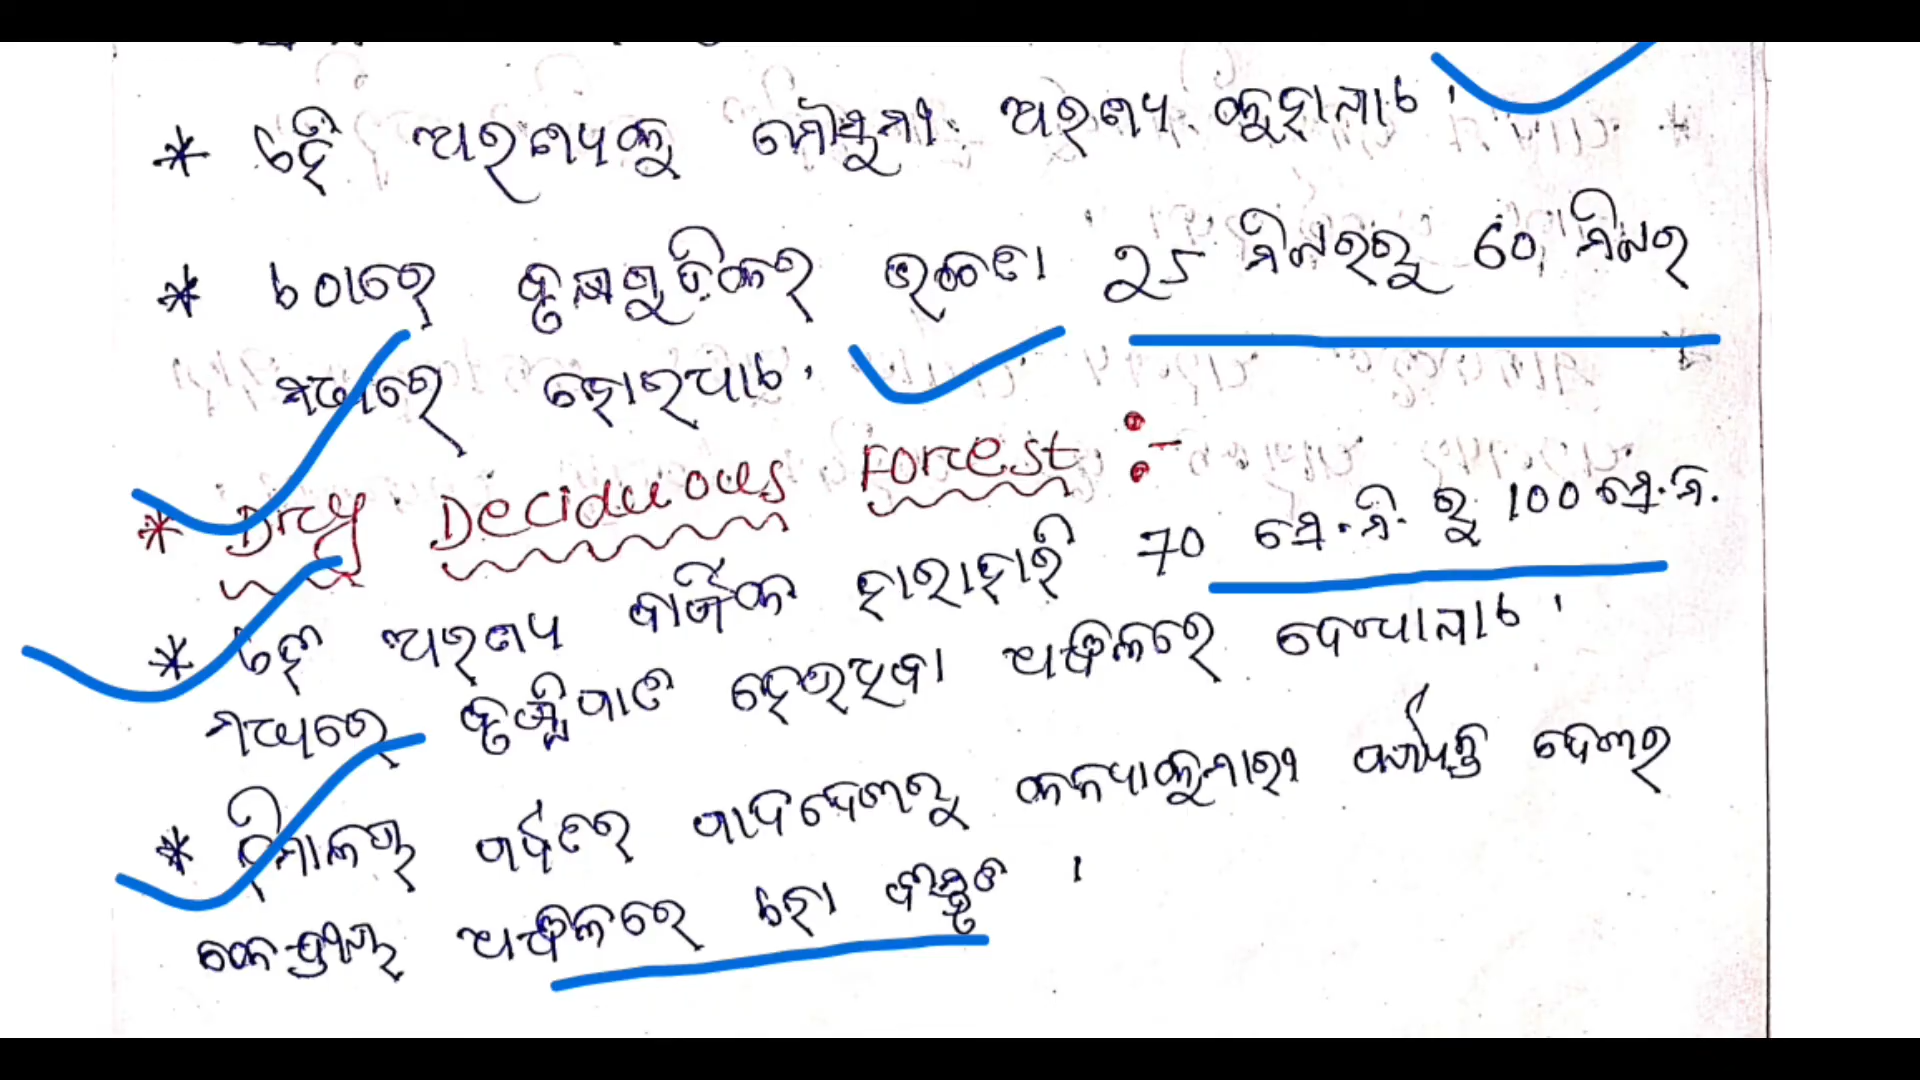 * ଏହି ଅରଣ୍ୟକୁ ମୌସୁମୀ ଅରଣ୍ୟ କୁହାଯାଏ ।
* ଏଠାରେ ବୃକ୍ଷଗୁଡ଼ିକର ଉଚ୍ଚତା ୨୫ ମିଟରରୁ 60 ମିଟର
ମଧ୍ୟରେ ହୋଇଥାଏ ।
* Dry Deciduous Forest :-
* ଏହି ଅରଣ୍ୟ ବାର୍ଷିକ ହାରାହାରି 70 ସେ.ମି. ରୁ 100 ସେ.ମି.
ମଧ୍ୟରେ ବୃଷ୍ଟିପାତ ହେଉଥିବା ଅଞ୍ଚଳରେ ଦେଖାଯାଏ ।
* ହିମାଳୟ ପର୍ବତରେ ପାଦଦେଶରୁ କନ୍ୟାକୁମାରୀ ପର୍ଯ୍ୟନ୍ତ ଦେଶର
କେନ୍ଦ୍ରୀୟ ଅଞ୍ଚଳରେ ଏହା ବିସ୍ତୃତ ।